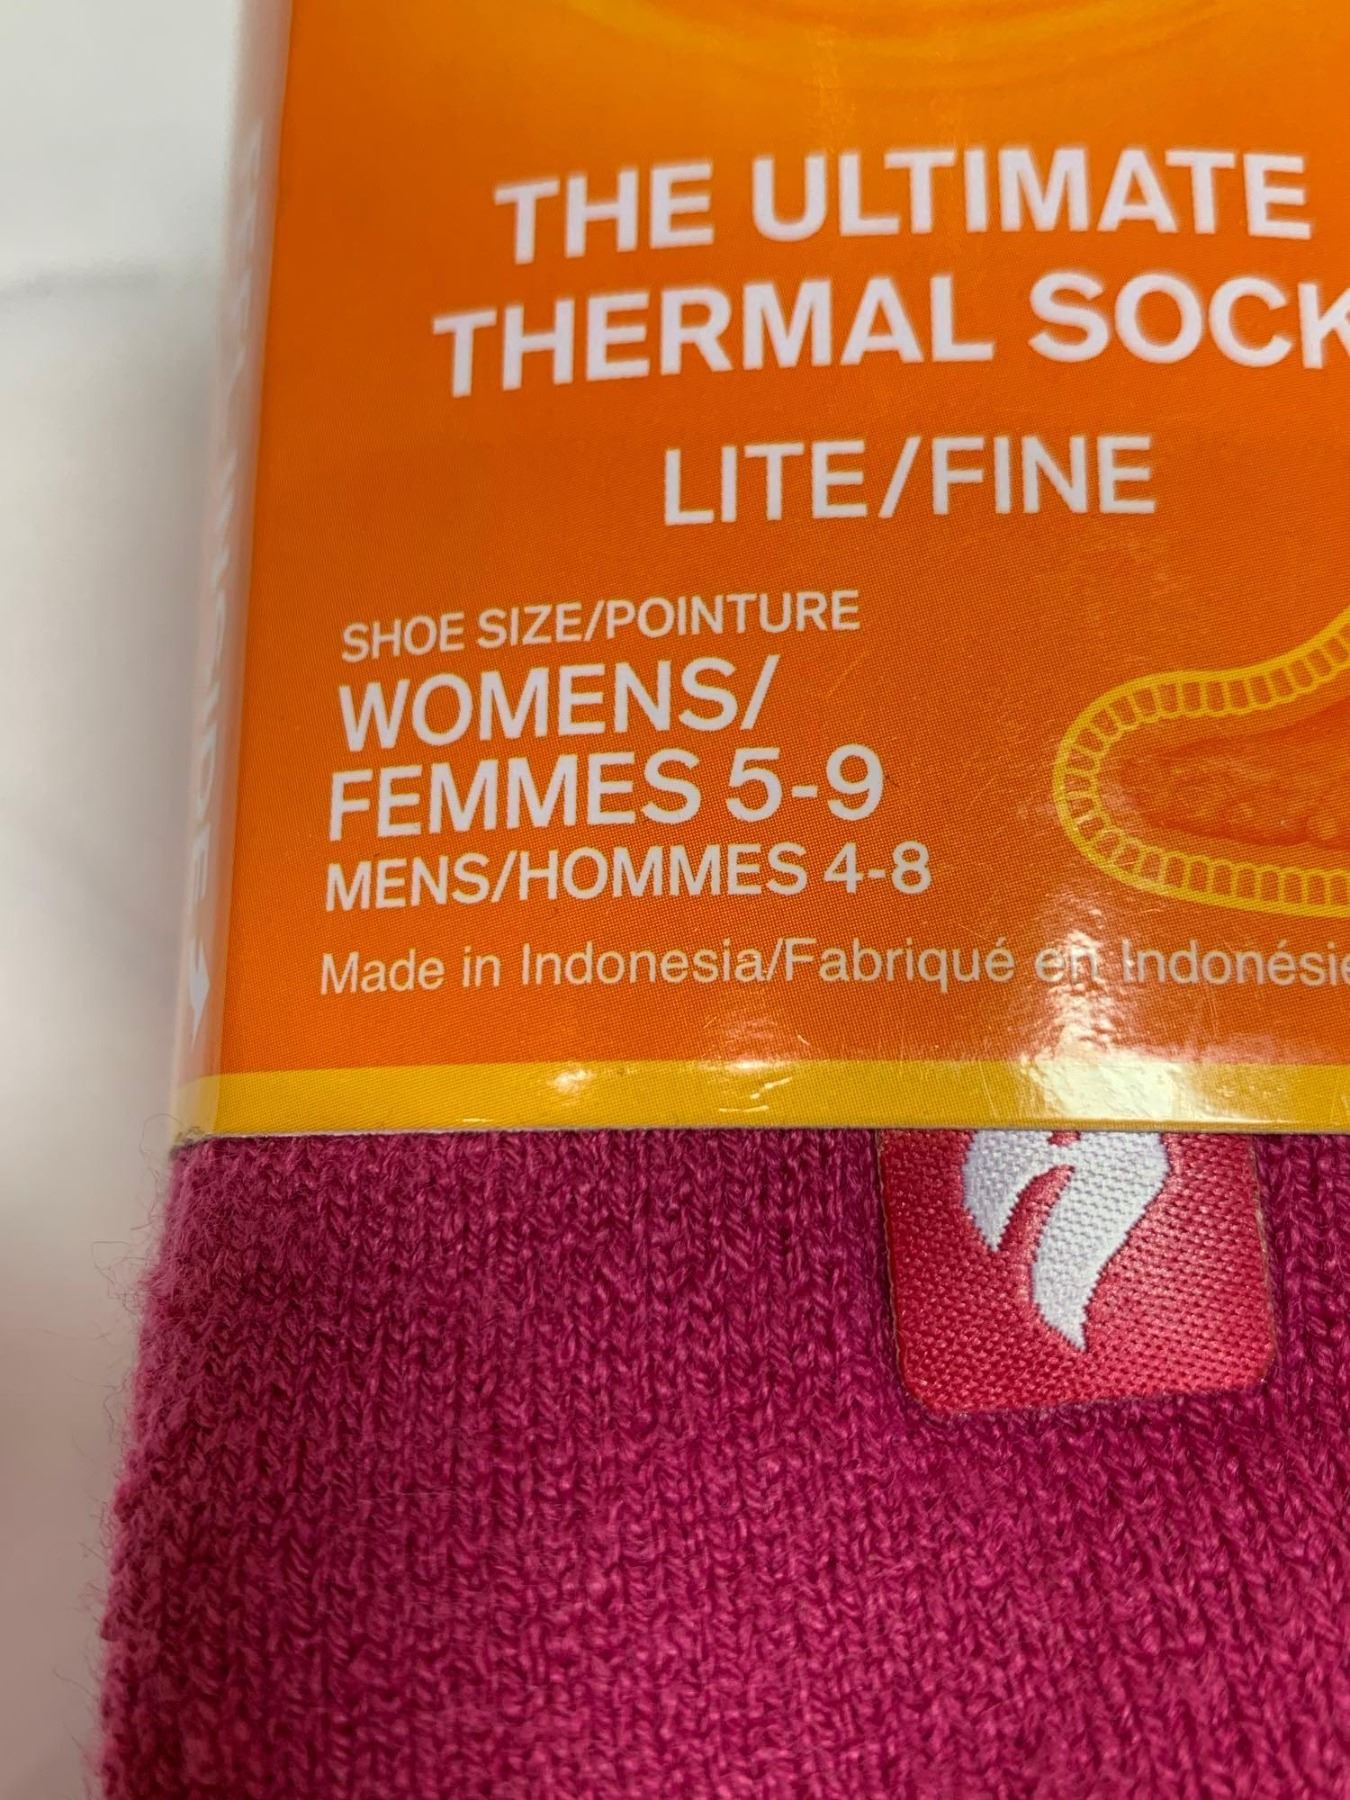 THE ULTIMATE
THERMAL SOCK
LITE/FINE
SHOE SIZE/POINTURE
WOMENS/
FEMMES 5-9
MENS/HOMMES 4-8
Made in Indonesia/Fabriqué en Indonésie